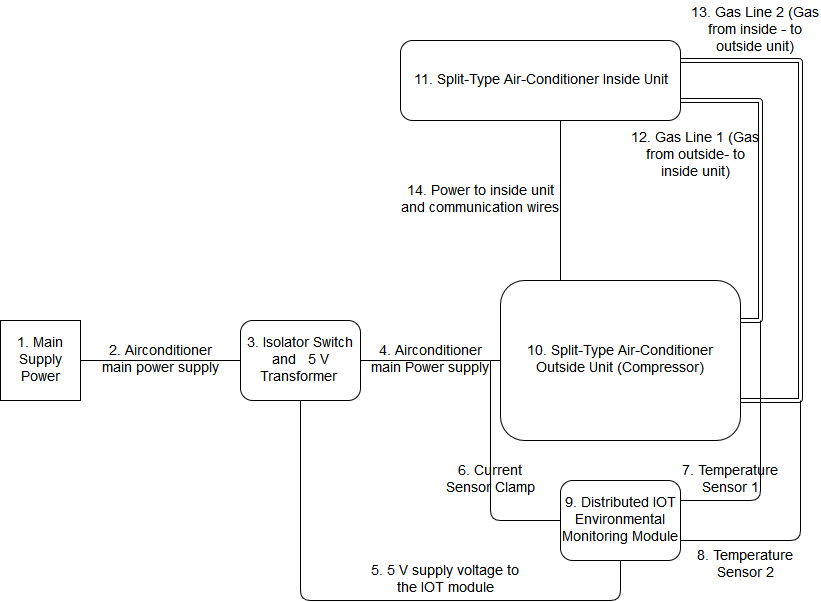 13. Gas Line 2 (Gas
from inside - to
outside unit)
11. Split-Type Air-Conditioner Inside Unit
12. Gas Line 1 (Gas
from outside- to
inside unit)
14. Power to inside unit
and communication wires
1. Main
Supply
Power
2. Airconditioner
main power supply
3. Isolator Switch
and 5 V
Transformer
4. Airconditioner
main Power supply
10. Split-Type Air-Conditioner
Outside Unit (Compressor)
6. Current
Sensor Clamp
7. Temperature
Sensor 1
9. Distributed IOT
Environmental
Monitoring Module
8. Temperature
Sensor 2
5. 5 V supply voltage to
the IOT module